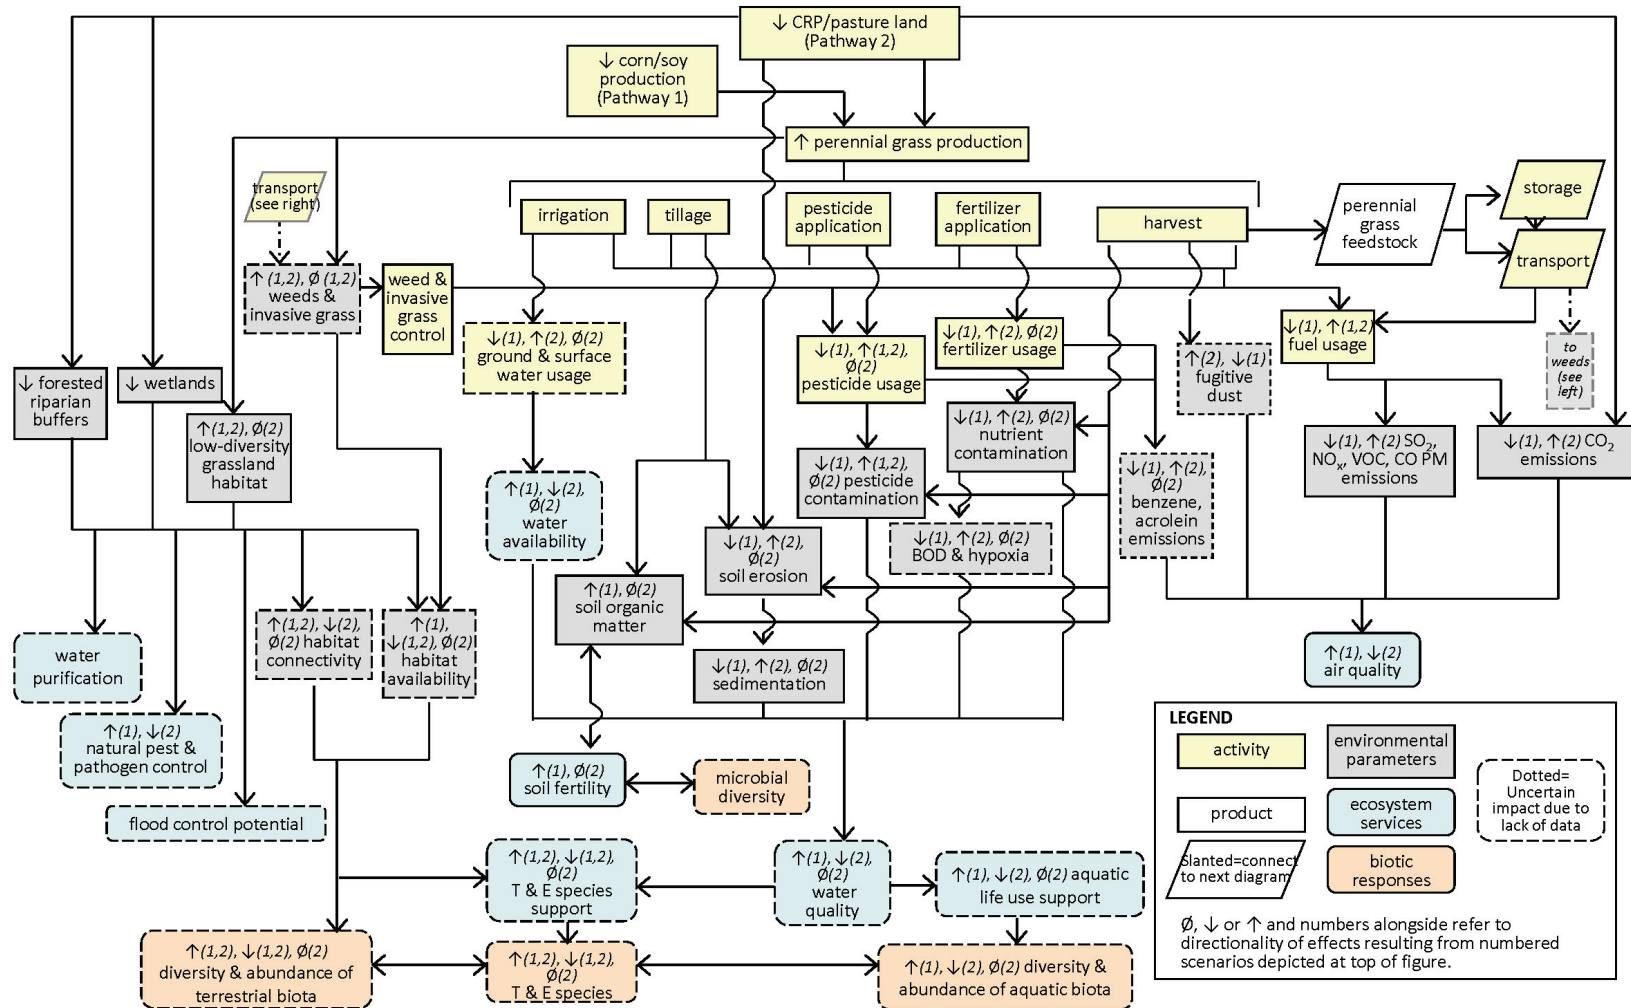 ↓ CRP/pasture land
(Pathway 2)
↓ corn/soy
production
(Pathway 1)
↑ perennial grass production
transport
(see right)
irrigation
tillage
pesticide
application
fertilizer
application
harvest
perennial
grass
feedstock
storage
transport
↑ (1,2), Ø (1,2)
weeds &
invasive grass
weed &
invasive
grass
control
↓(1), ↑(2), Ø(2)
ground & surface
water usage
↓(1), ↑(1,2),
Ø(2)
pesticide usage
↓(1), ↑(2), Ø(2)
fertilizer usage
↑(2), ↓(1)
fugitive
dust
↓(1), ↑(1,2)
fuel usage
to
weeds
(see
left)
↓ forested
riparian
buffers
↓ wetlands
↑(1,2), Ø(2)
low-diversity
grassland
habitat
↓(1), ↑(2), Ø(2)
nutrient
contamination
↓(1), ↑(1,2),
Ø(2) pesticide
contamination
↓(1), ↑(2),
Ø(2)
benzene,
acrolein
emissions
↓(1), ↑(2) SO₂,
NOₓ, VOC, CO PM
emissions
↓(1), ↑(2) CO₂
emissions
↑(1), ↓(2),
Ø(2)
water
availability
↓(1), ↑(2),
Ø(2)
soil erosion
↓(1), ↑(2), Ø(2)
BOD & hypoxia
↑(1), Ø(2)
soil organic
matter
↑(1,2), ↓(2),
Ø(2) habitat
connectivity
↑(1),
↓(1,2), Ø(2)
habitat
availability
water
purification
↓(1), ↑(2), Ø(2)
sedimentation
↑(1), ↓(2)
air quality
↑(1), ↓(2)
natural pest &
pathogen control
↑(1), Ø(2)
soil fertility
microbial
diversity
flood control potential
↑(1,2), ↓(1,2),
Ø(2)
T & E species
support
↑(1), ↓(2),
Ø(2)
water
quality
↑(1), ↓(2), Ø(2) aquatic
life use support
↑(1,2), ↓(1,2), Ø(2)
diversity & abundance of
terrestrial biota
↑(1,2), ↓(1,2),
Ø(2)
T & E species
↑(1), ↓(2), Ø(2) diversity &
abundance of aquatic biota
LEGEND
activity
environmental
parameters
product
ecosystem
services
Dotted=
Uncertain
impact due to
lack of data
Slanted=connect
to next diagram
biotic
responses
Ø, ↓ or ↑ and numbers alongside refer to
directionality of effects resulting from numbered
scenarios depicted at top of figure.